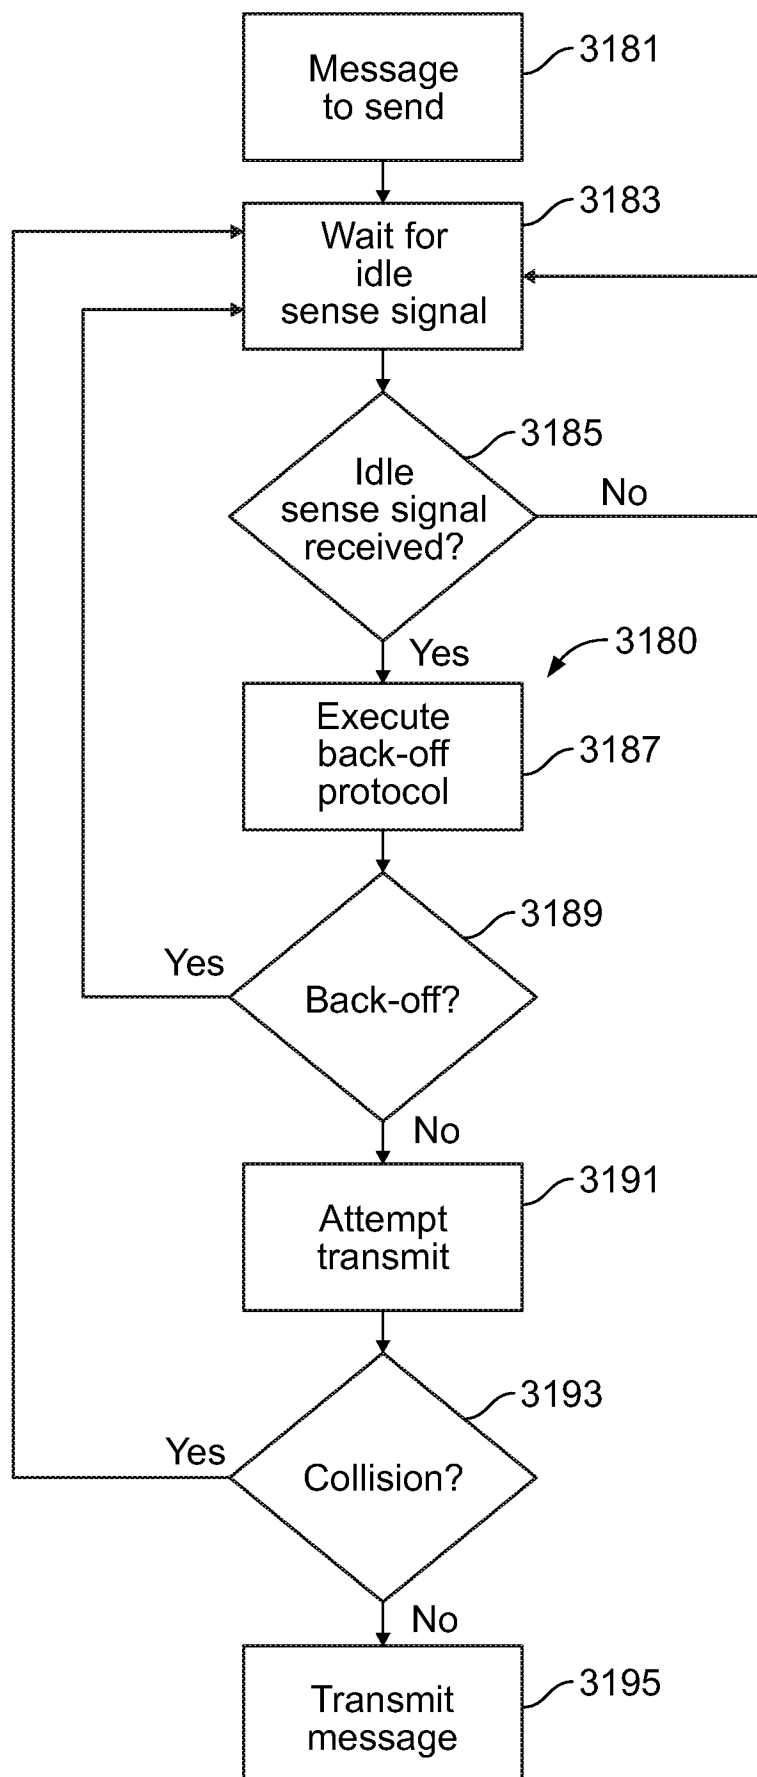 Message
to send
3181
Wait for
idle
sense signal
3183
Idle
sense signal
received?
3185
No
Yes
3180
Execute
back-off
protocol
3187
Back-off?
3189
Yes
No
Attempt
transmit
3191
Collision?
3193
Yes
No
Transmit
message
3195